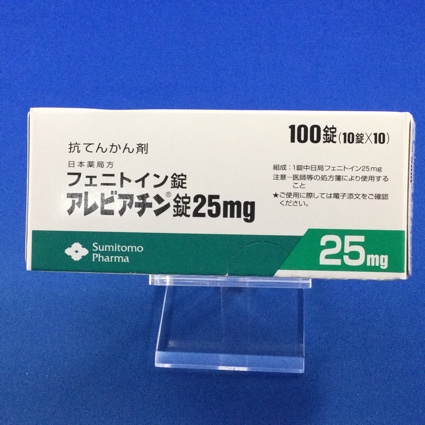 100錠(10錠×10)
抗てんかん剤
日本薬局方
フェニトイン錠
アレビアチン®錠25mg
組成:1錠中日局フェニトイン25mg
注意-医師等の処方箋により使用する
こと
★ご使用に際しては電子添文をご確認
ください。
Sumitomo
Pharma
25mg